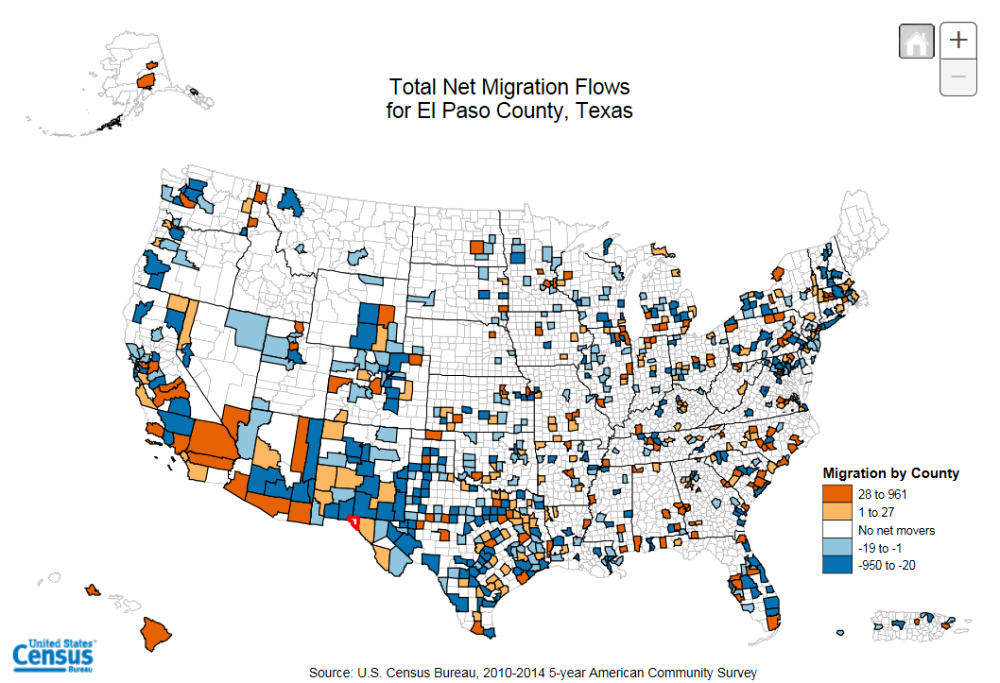 +
−
Total Net Migration Flows
for El Paso County, Texas
Migration by County
28 to 961
1 to 27
No net movers
-19 to -1
-950 to -20
United States™
Census
Bureau
Source: U.S. Census Bureau, 2010-2014 5-year American Community Survey